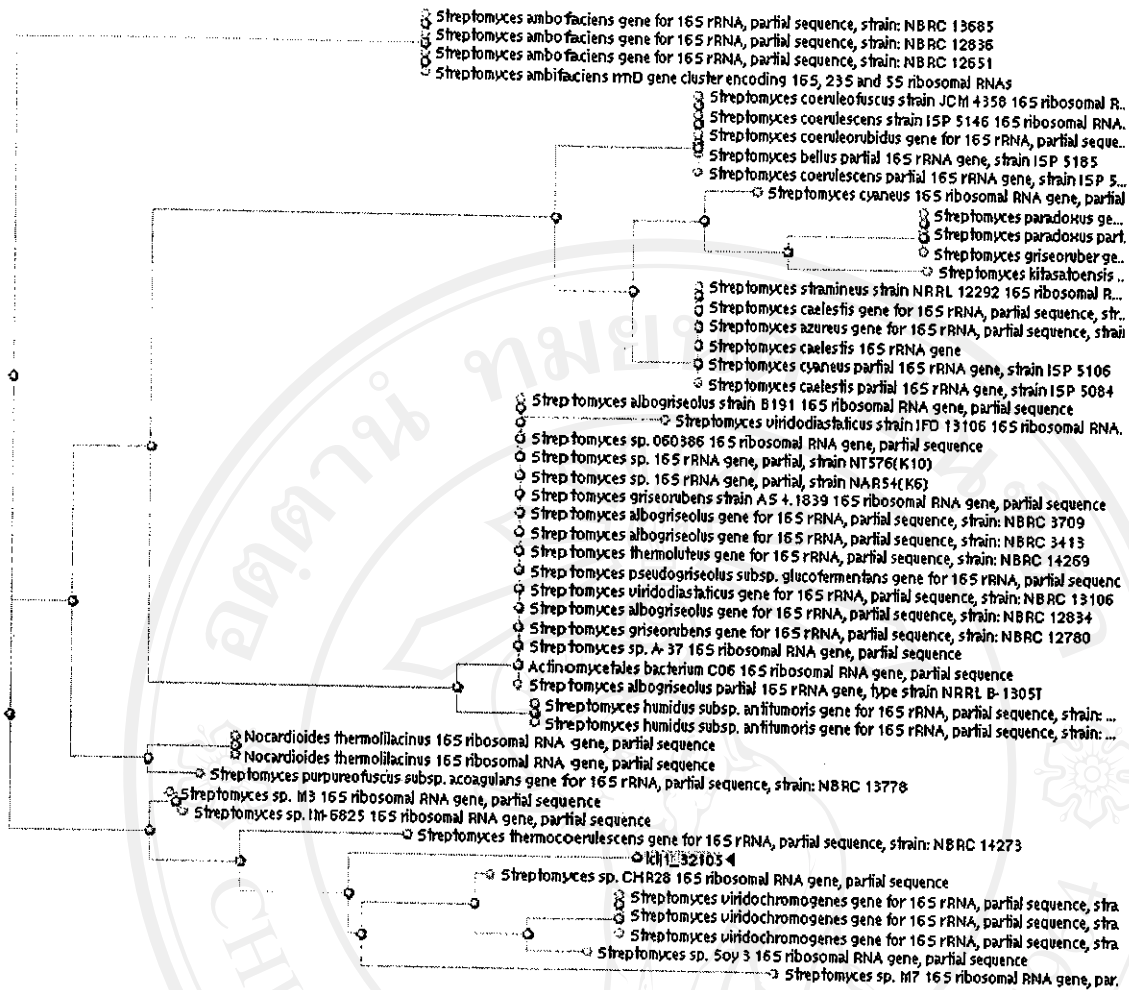 Streptomyces ambofaciens gene for 16S rRNA, partial sequence, strain: NBRC 13685
Streptomyces ambofaciens gene for 16S rRNA, partial sequence, strain: NBRC 12836
Streptomyces ambofaciens gene for 16S rRNA, partial sequence, strain: NBRC 12651
Streptomyces ambifaciens rrnD gene cluster encoding 16S, 23S and 5S ribosomal RNAs
Streptomyces coeruleofuscus strain JCM 4358 16S ribosomal R...
Streptomyces coerulescens strain ISP 5146 16S ribosomal RNA.
Streptomyces coeruleorubidus gene for 16S rRNA, partial seque..
Streptomyces bellus partial 16S rRNA gene, strain ISP 5185
Streptomyces coerulescens partial 16S rRNA gene, strain ISP 5...
Streptomyces cyaneus 16S ribosomal RNA gene, partial
Streptomyces paradoxus ge...
Streptomyces paradoxus part.
Streptomyces griseoruber ge..
Streptomyces kitasatoensis ..
Streptomyces stramineus strain NRRL 12292 16S ribosomal R...
Streptomyces caelestis gene for 16S rRNA, partial sequence, str..
Streptomyces azureus gene for 16S rRNA, partial sequence, strain
Streptomyces caelestis 16S rRNA gene
Streptomyces cyaneus partial 16S rRNA gene, strain ISP 5106
Streptomyces caelestis partial 16S rRNA gene, strain ISP 5084
Streptomyces albogriseolus strain B191 16S ribosomal RNA gene, partial sequence
Streptomyces viridodiastaticus strain IFO 13106 16S ribosomal RNA.
Streptomyces sp. 060386 16S ribosomal RNA gene, partial sequence
Streptomyces sp. 16S rRNA gene, partial, strain NT576(K10)
Streptomyces sp. 16S rRNA gene, partial, strain NAR54(K6)
Streptomyces griseorubens strain AS 4.1839 16S ribosomal RNA gene, partial sequence
Streptomyces albogriseolus gene for 16S rRNA, partial sequence, strain: NBRC 3709
Streptomyces albogriseolus gene for 16S rRNA, partial sequence, strain: NBRC 3413
Streptomyces thermoluteus gene for 16S rRNA, partial sequence, strain: NBRC 14269
Streptomyces pseudogriseolus subsp. glucofermentans gene for 16S rRNA, partial sequenc
Streptomyces viridodiastaticus gene for 16S rRNA, partial sequence, strain: NBRC 13106
Streptomyces albogriseolus gene for 16S rRNA, partial sequence, strain: NBRC 12834
Streptomyces griseorubens gene for 16S rRNA, partial sequence, strain: NBRC 12780
Streptomyces sp. A-37 16S ribosomal RNA gene, partial sequence
Actinomycetales bacterium C06 16S ribosomal RNA gene, partial sequence
Streptomyces albogriseolus partial 16S rRNA gene, type strain NRRL B-1305T
Streptomyces humidus subsp. antitumoris gene for 16S rRNA, partial sequence, strain: ...
Streptomyces humidus subsp. antitumoris gene for 16S rRNA, partial sequence, strain: ...
Nocardioides thermolilacinus 16S ribosomal RNA gene, partial sequence
Nocardioides thermolilacinus 16S ribosomal RNA gene, partial sequence
Streptomyces purpureofuscus subsp. acoagulans gene for 16S rRNA, partial sequence, strain: NBRC 13778
Streptomyces sp. M3 16S ribosomal RNA gene, partial sequence
Streptomyces sp. IM-6825 16S ribosomal RNA gene, partial sequence
Streptomyces thermocoerulescens gene for 16S rRNA, partial sequence, strain: NBRC 14273
lcl|1_32103
Streptomyces sp. CHR28 16S ribosomal RNA gene, partial sequence
Streptomyces viridochromogenes gene for 16S rRNA, partial sequence, stra
Streptomyces viridochromogenes gene for 16S rRNA, partial sequence, stra
Streptomyces viridochromogenes gene for 16S rRNA, partial sequence, stra
Streptomyces sp. Soy 3 16S ribosomal RNA gene, partial sequence
Streptomyces sp. M7 16S ribosomal RNA gene, par.